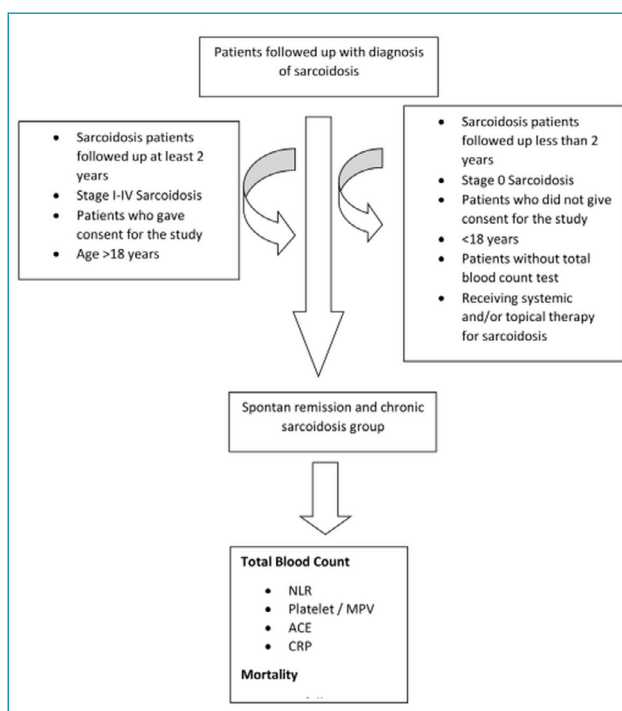 Patients followed up with diagnosis
of sarcoidosis
• Sarcoidosis patients
followed up at least 2
years
• Stage I-IV Sarcoidosis
• Patients who gave
consent for the study
• Age >18 years
• Sarcoidosis patients
followed up less than 2
years
• Stage 0 Sarcoidosis
• Patients who did not give
consent for the study
• <18 years
• Patients without total
blood count test
• Receiving systemic
and/or topical therapy
for sarcoidosis
Spontan remission and chronic
sarcoidosis group
Total Blood Count
• NLR
• Platelet / MPV
• ACE
• CRP
Mortality